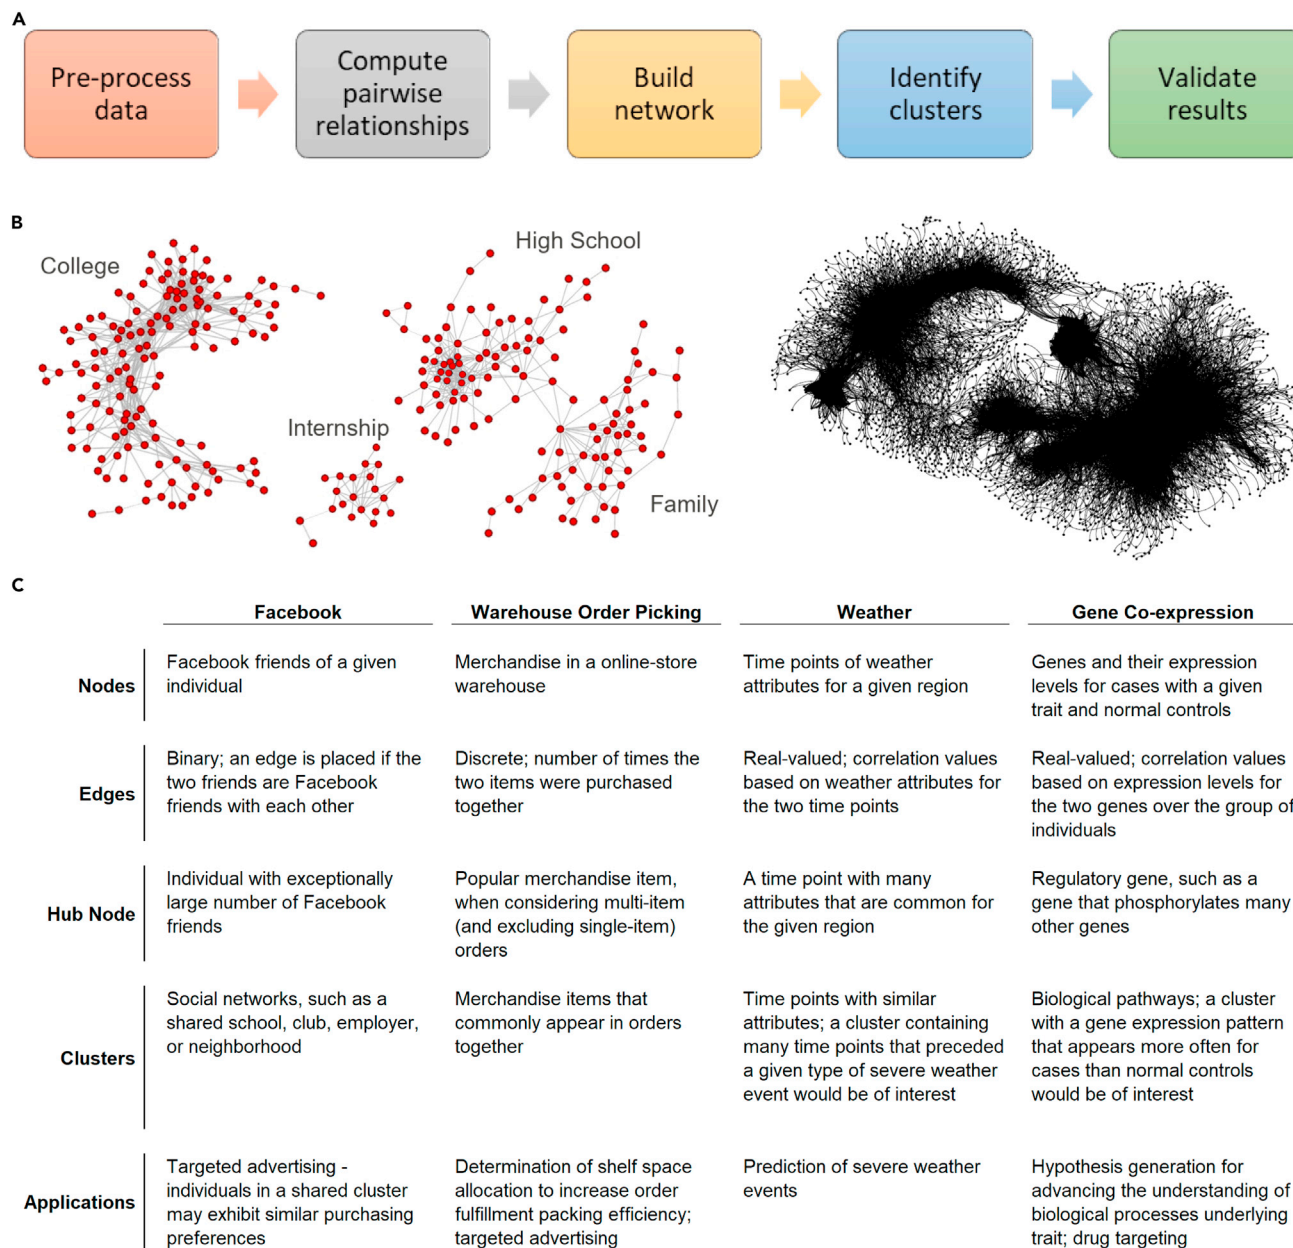 A
Pre-process
data
Compute
pairwise
relationships
Build
network
Identify
clusters
Validate
results
B
College
High School
Internship
Family
C
Facebook
Warehouse Order Picking
Weather
Gene Co-expression
Nodes
Facebook friends of a given
individual
Merchandise in a online-store
warehouse
Time points of weather
attributes for a given region
Genes and their expression
levels for cases with a given
trait and normal controls
Edges
Binary; an edge is placed if the
two friends are Facebook
friends with each other
Discrete; number of times the
two items were purchased
together
Real-valued; correlation values
based on weather attributes for
the two time points
Real-valued; correlation values
based on expression levels for
the two genes over the group of
individuals
Hub Node
Individual with exceptionally
large number of Facebook
friends
Popular merchandise item,
when considering multi-item
(and excluding single-item)
orders
A time point with many
attributes that are common for
the given region
Regulatory gene, such as a
gene that phosphorylates many
other genes
Clusters
Social networks, such as a
shared school, club, employer,
or neighborhood
Merchandise items that
commonly appear in orders
together
Time points with similar
attributes; a cluster containing
many time points that preceded
a given type of severe weather
event would be of interest
Biological pathways; a cluster
with a gene expression pattern
that appears more often for
cases than normal controls
would be of interest
Applications
Targeted advertising -
individuals in a shared cluster
may exhibit similar purchasing
preferences
Determination of shelf space
allocation to increase order
fulfillment packing efficiency;
targeted advertising
Prediction of severe weather
events
Hypothesis generation for
advancing the understanding of
biological processes underlying
trait; drug targeting